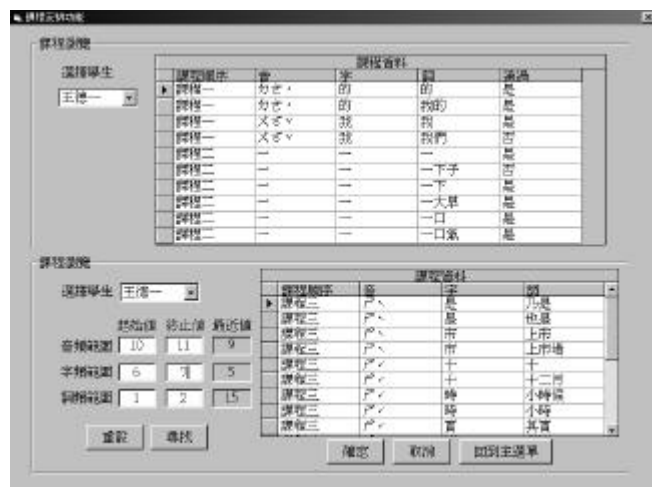 課程安排功能
課程瀏覽
選擇學生
王德一
課程資料
課程順序 音 字 詞 通過
課程一 ㄉㄜ˙ 的 的 是
課程一 ㄉㄜ˙ 的 我的 是
課程一 ㄨㄛˇ 我 我 是
課程一 ㄨㄛˇ 我 我們 否
課程二 一 一 一 是
課程二 一 一 一下子 否
課程二 一 一 一下 是
課程二 一 一 一大早 是
課程二 一 一 一口 是
課程二 一 一 一口氣 是
課程瀏覽
選擇學生 王德一
起始值 終止值 最近值
音頻範圍 10 11 9
字頻範圍 6 7 5
詞頻範圍 1 2 15
重設 尋找
課程資料
課程順序 音 字 詞
課程三 ㄕˋ 是 乃是
課程三 ㄕˋ 是 也是
課程三 ㄕˋ 市 上市
課程三 ㄕˋ 市 上市場
課程三 ㄕˊ 十 十
課程三 ㄕˊ 十 十二月
課程三 ㄕˊ 時 小時候
課程三 ㄕˊ 時 小時
課程三 ㄕˊ 實 其實
確定 取消 回到主選單